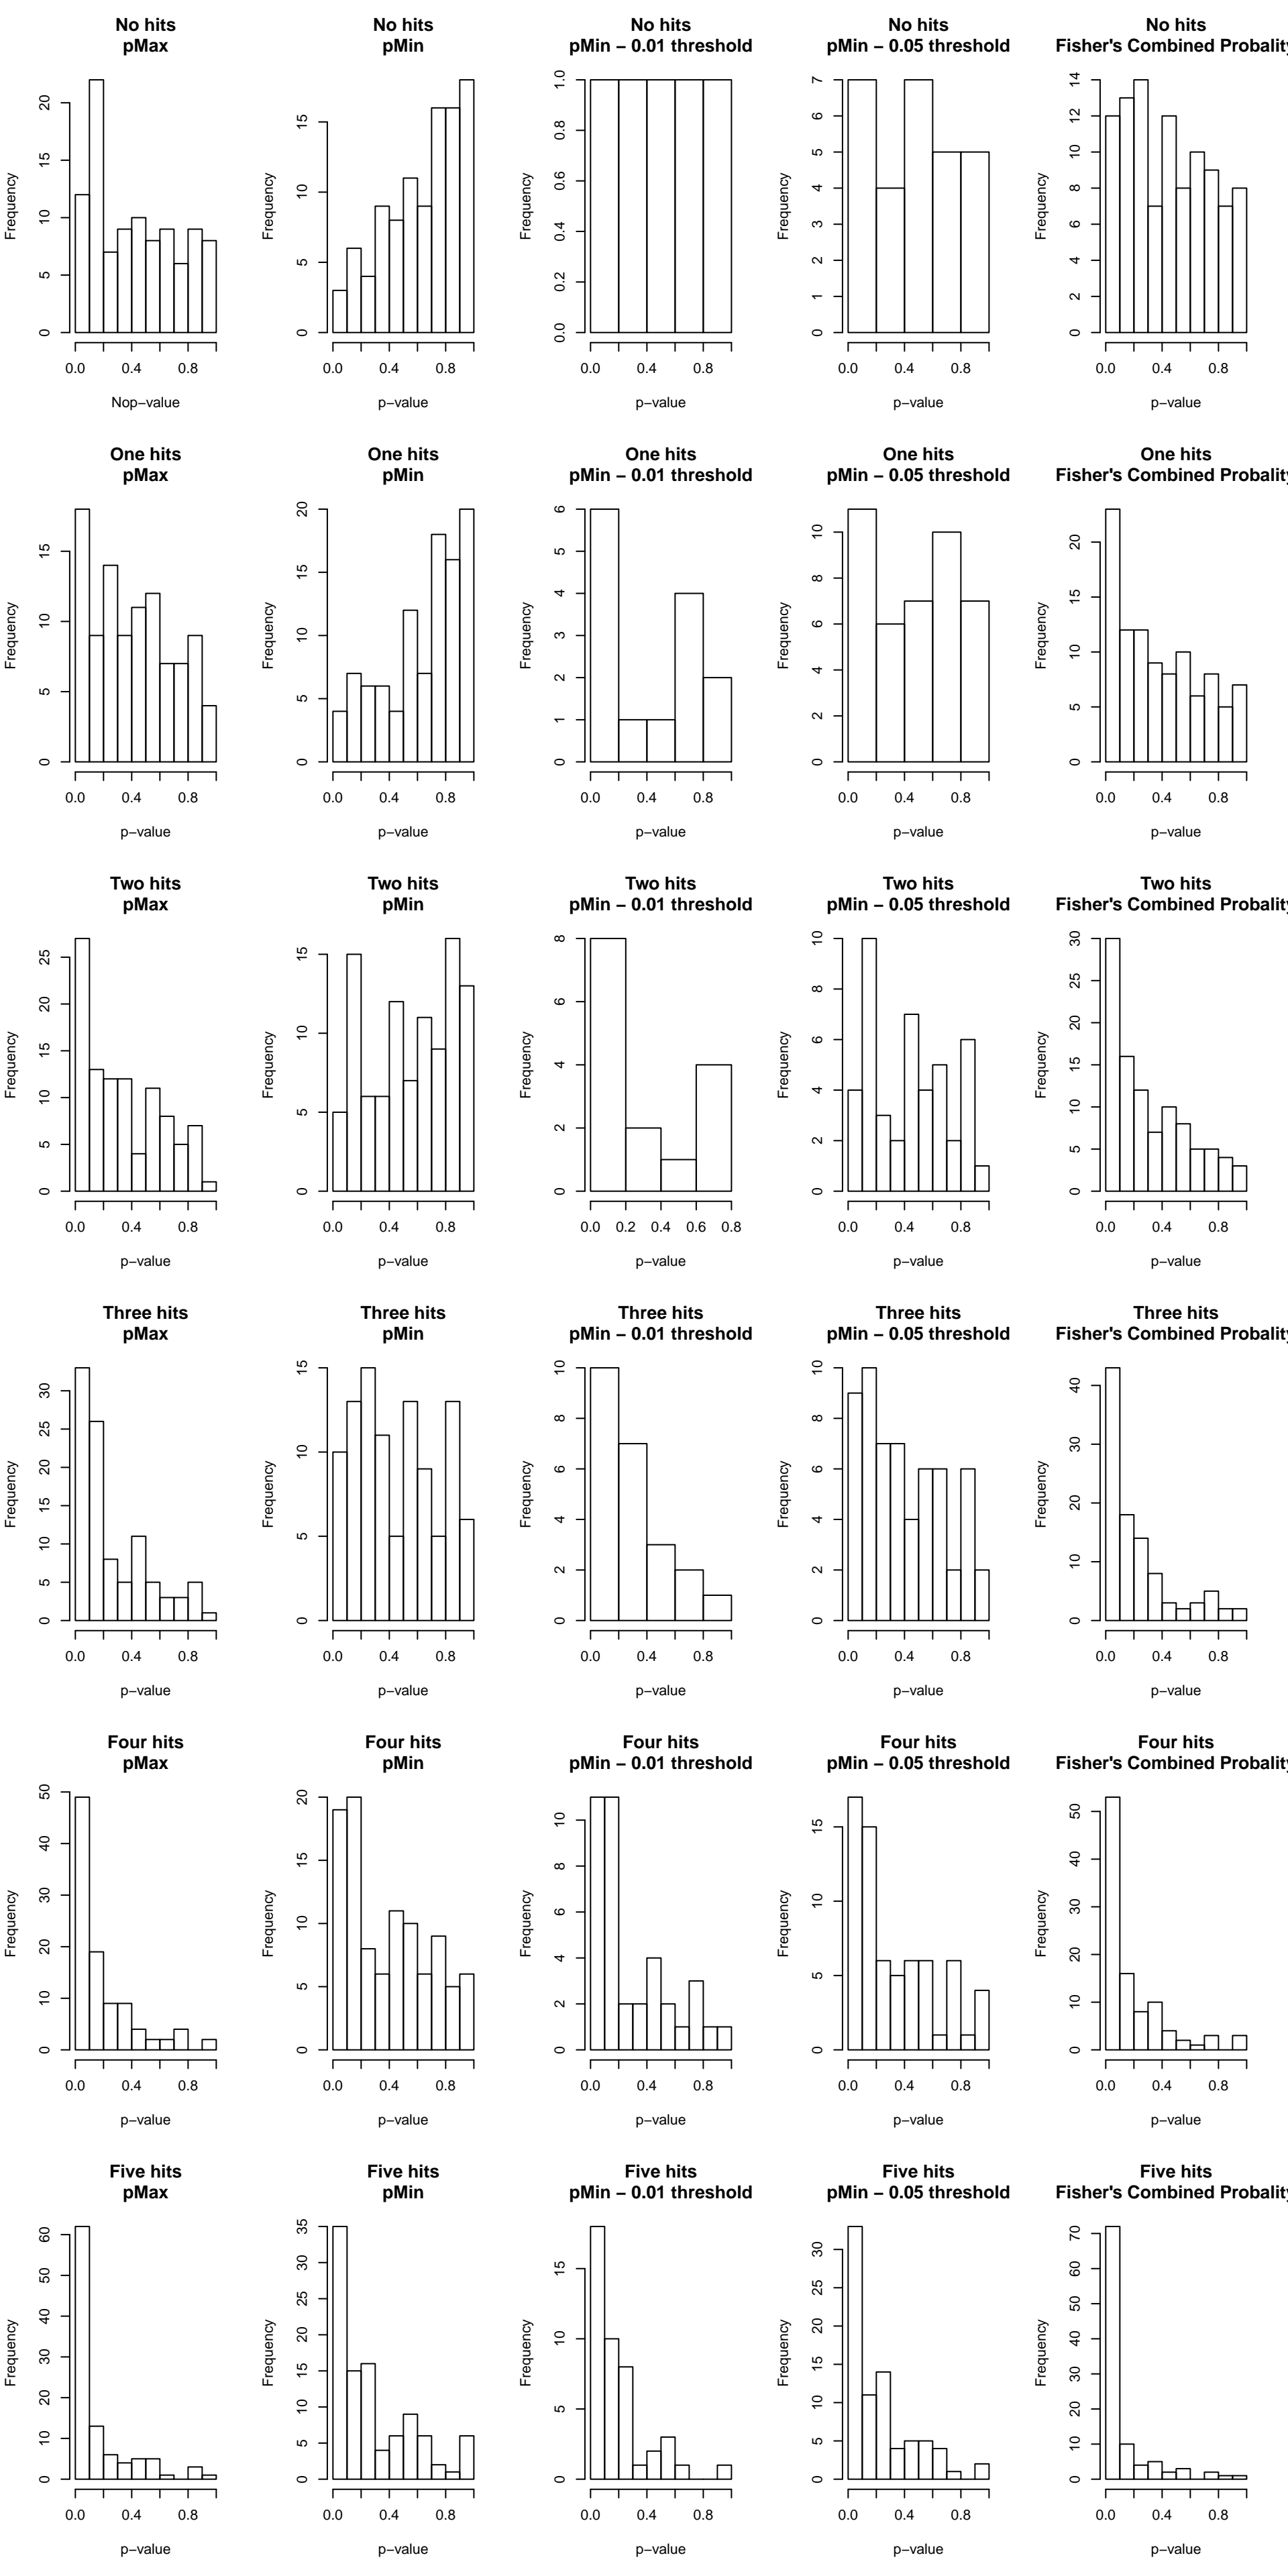 No hits
pMax
Frequency
0 5 10 15 20
0.0 0.4 0.8
Nop−value
No hits
pMin
Frequency
0 5 10 15
0.0 0.4 0.8
p−value
No hits
pMin − 0.01 threshold
Frequency
0.0 0.2 0.4 0.6 0.8 1.0
0.0 0.4 0.8
p−value
No hits
pMin − 0.05 threshold
Frequency
0 1 2 3 4 5 6 7
0.0 0.4 0.8
p−value
No hits
Fisher's Combined Probality
Frequency
0 2 4 6 8 10 12 14
0.0 0.4 0.8
p−value
One hits
pMax
Frequency
0 5 10 15
0.0 0.4 0.8
p−value
One hits
pMin
Frequency
0 5 10 15 20
0.0 0.4 0.8
p−value
One hits
pMin − 0.01 threshold
Frequency
0 1 2 3 4 5 6
0.0 0.4 0.8
p−value
One hits
pMin − 0.05 threshold
Frequency
0 2 4 6 8 10
0.0 0.4 0.8
p−value
One hits
Fisher's Combined Probality
Frequency
0 5 10 15 20
0.0 0.4 0.8
p−value
Two hits
pMax
Frequency
0 5 10 15 20 25
0.0 0.4 0.8
p−value
Two hits
pMin
Frequency
0 5 10 15
0.0 0.4 0.8
p−value
Two hits
pMin − 0.01 threshold
Frequency
0 2 4 6 8
0.0 0.2 0.4 0.6 0.8
p−value
Two hits
pMin − 0.05 threshold
Frequency
0 2 4 6 8 10
0.0 0.4 0.8
p−value
Two hits
Fisher's Combined Probality
Frequency
0 5 10 15 20 25 30
0.0 0.4 0.8
p−value
Three hits
pMax
Frequency
0 5 10 15 20 25 30
0.0 0.4 0.8
p−value
Three hits
pMin
Frequency
0 5 10 15
0.0 0.4 0.8
p−value
Three hits
pMin − 0.01 threshold
Frequency
0 2 4 6 8 10
0.0 0.4 0.8
p−value
Three hits
pMin − 0.05 threshold
Frequency
0 2 4 6 8 10
0.0 0.4 0.8
p−value
Three hits
Fisher's Combined Probality
Frequency
0 10 20 30 40
0.0 0.4 0.8
p−value
Four hits
pMax
Frequency
0 10 20 30 40 50
0.0 0.4 0.8
p−value
Four hits
pMin
Frequency
0 5 10 15 20
0.0 0.4 0.8
p−value
Four hits
pMin − 0.01 threshold
Frequency
0 2 4 6 8 10
0.0 0.4 0.8
p−value
Four hits
pMin − 0.05 threshold
Frequency
0 5 10 15
0.0 0.4 0.8
p−value
Four hits
Fisher's Combined Probality
Frequency
0 10 20 30 40 50
0.0 0.4 0.8
p−value
Five hits
pMax
Frequency
0 10 20 30 40 50 60
0.0 0.4 0.8
p−value
Five hits
pMin
Frequency
0 5 10 15 20 25 30 35
0.0 0.4 0.8
p−value
Five hits
pMin − 0.01 threshold
Frequency
0 5 10 15
0.0 0.4 0.8
p−value
Five hits
pMin − 0.05 threshold
Frequency
0 5 10 15 20 25 30
0.0 0.4 0.8
p−value
Five hits
Fisher's Combined Probality
Frequency
0 10 20 30 40 50 60 70
0.0 0.4 0.8
p−value